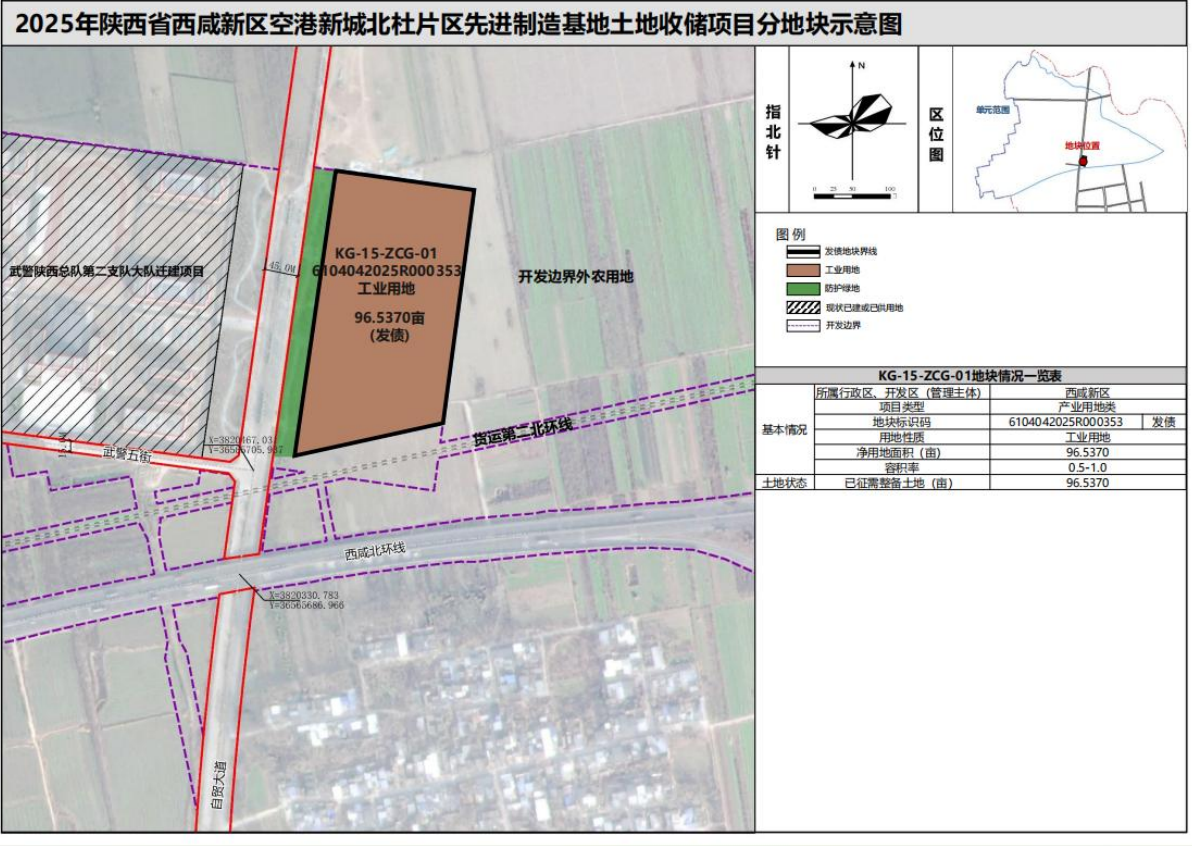 2025年陕西省西咸新区空港新城北杜片区先进制造基地土地收储项目分地块示意图
武警陕西总队第二支队大队迁建项目
45.0M
KG-15-ZCG-01
6104042025R000353
工业用地
96.5370亩
(发债)
开发边界外农用地
货运第二北环线
X=3820467.03
武警五街
西咸北环线
X=3820330.783
Y=36565686.966
自贸大道
指北针
N
0 25 50 100
区位图
单元范围
地块位置
图 例
发债地块界线
工业用地
防护绿地
现状已建或已供用地
开发边界
KG-15-ZCG-01地块情况一览表
基本情况
所属行政区、开发区（管理主体） 西咸新区
项目类型 产业用地类
地块标识码 6104042025R000353 发债
用地性质 工业用地
净用地面积（亩） 96.5370
容积率 0.5-1.0
土地状态 已征需整备土地（亩） 96.5370